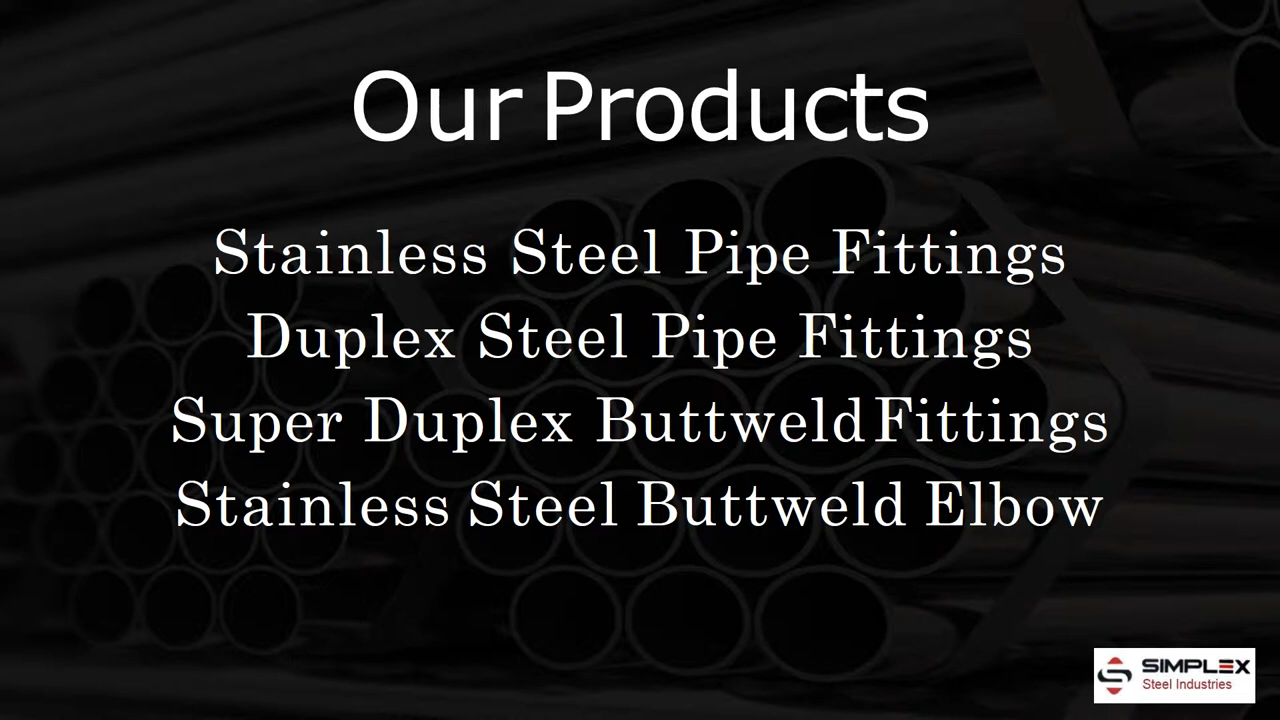 Our Products
Stainless Steel Pipe Fittings
Duplex Steel Pipe Fittings
Super Duplex Buttweld Fittings
Stainless Steel Buttweld Elbow
SIMPLEX
Steel Industries